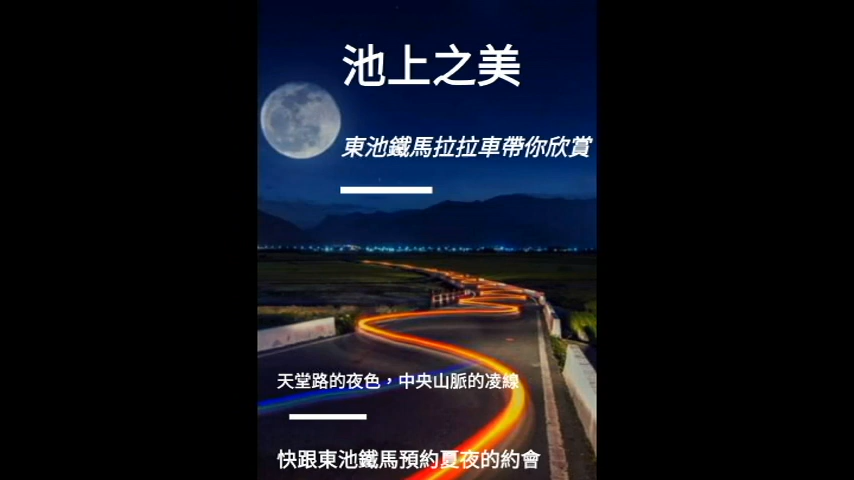 池上之美
東池鐵馬拉拉車帶你欣賞
天堂路的夜色，中央山脈的凌線
快跟東池鐵馬預約夏夜的約會